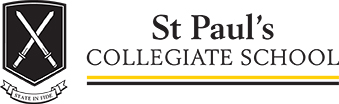 St Paul's
COLLEGIATE SCHOOL
STATE IN FIDE